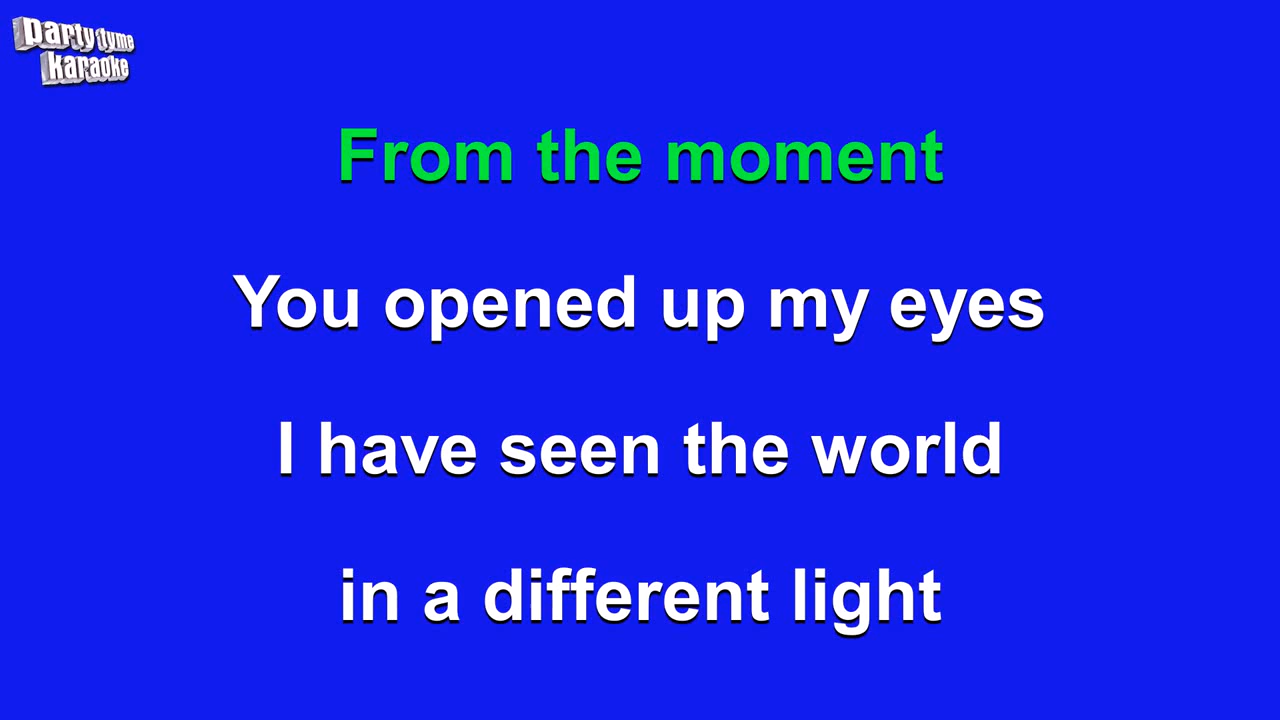 party tyme
karaoke
From the moment
You opened up my eyes
I have seen the world
in a different light